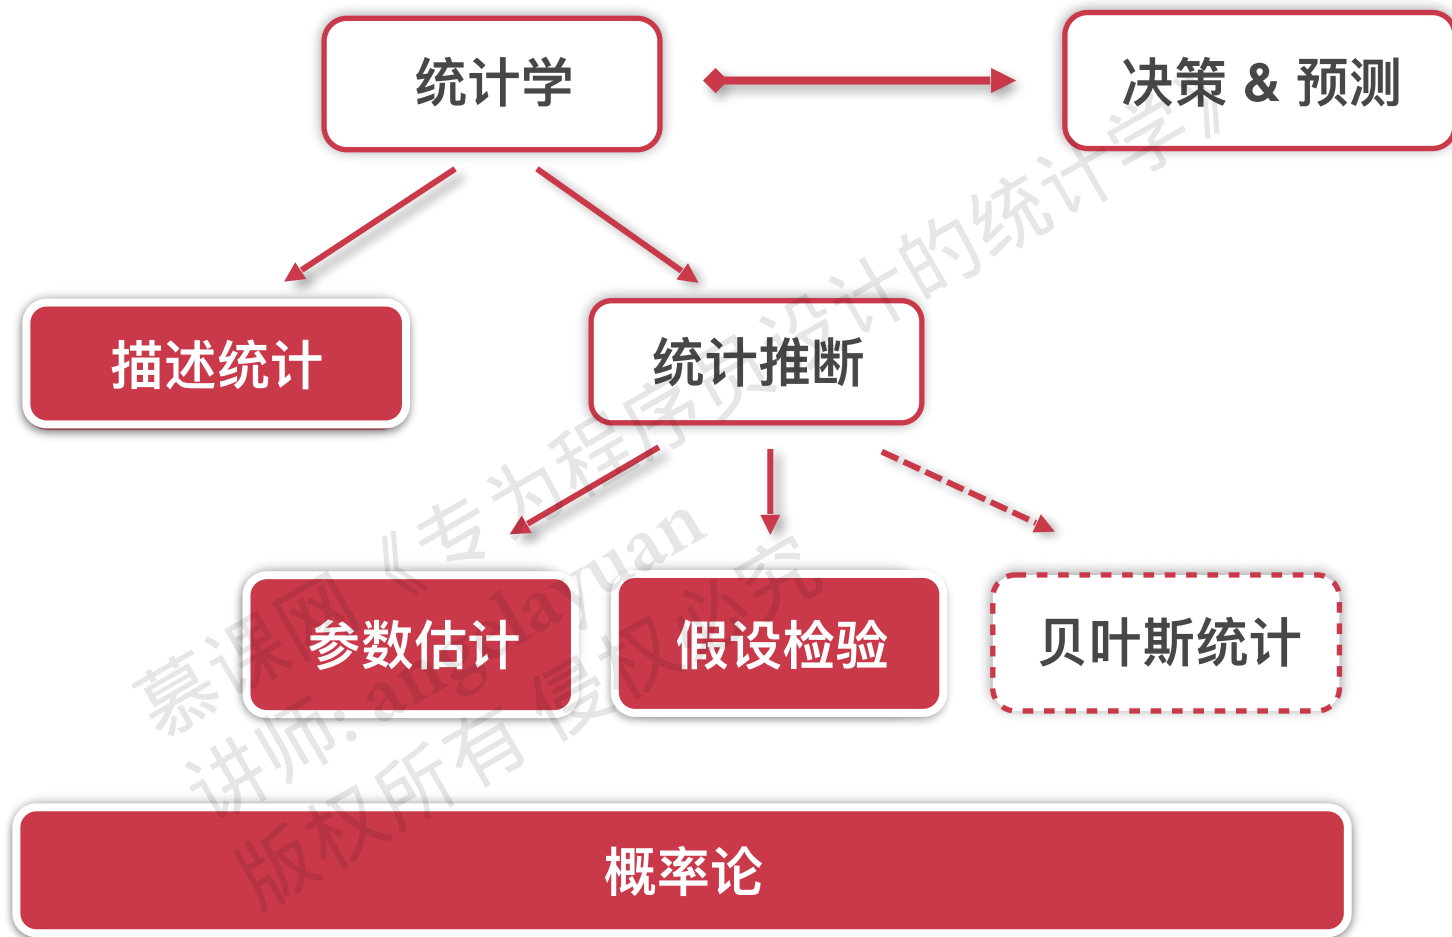 统计学
决策 & 预测
描述统计
统计推断
参数估计
假设检验
贝叶斯统计
概率论
慕课网《专为程序员设计的统计学》
讲师: angelayuan
版权所有 侵权必究